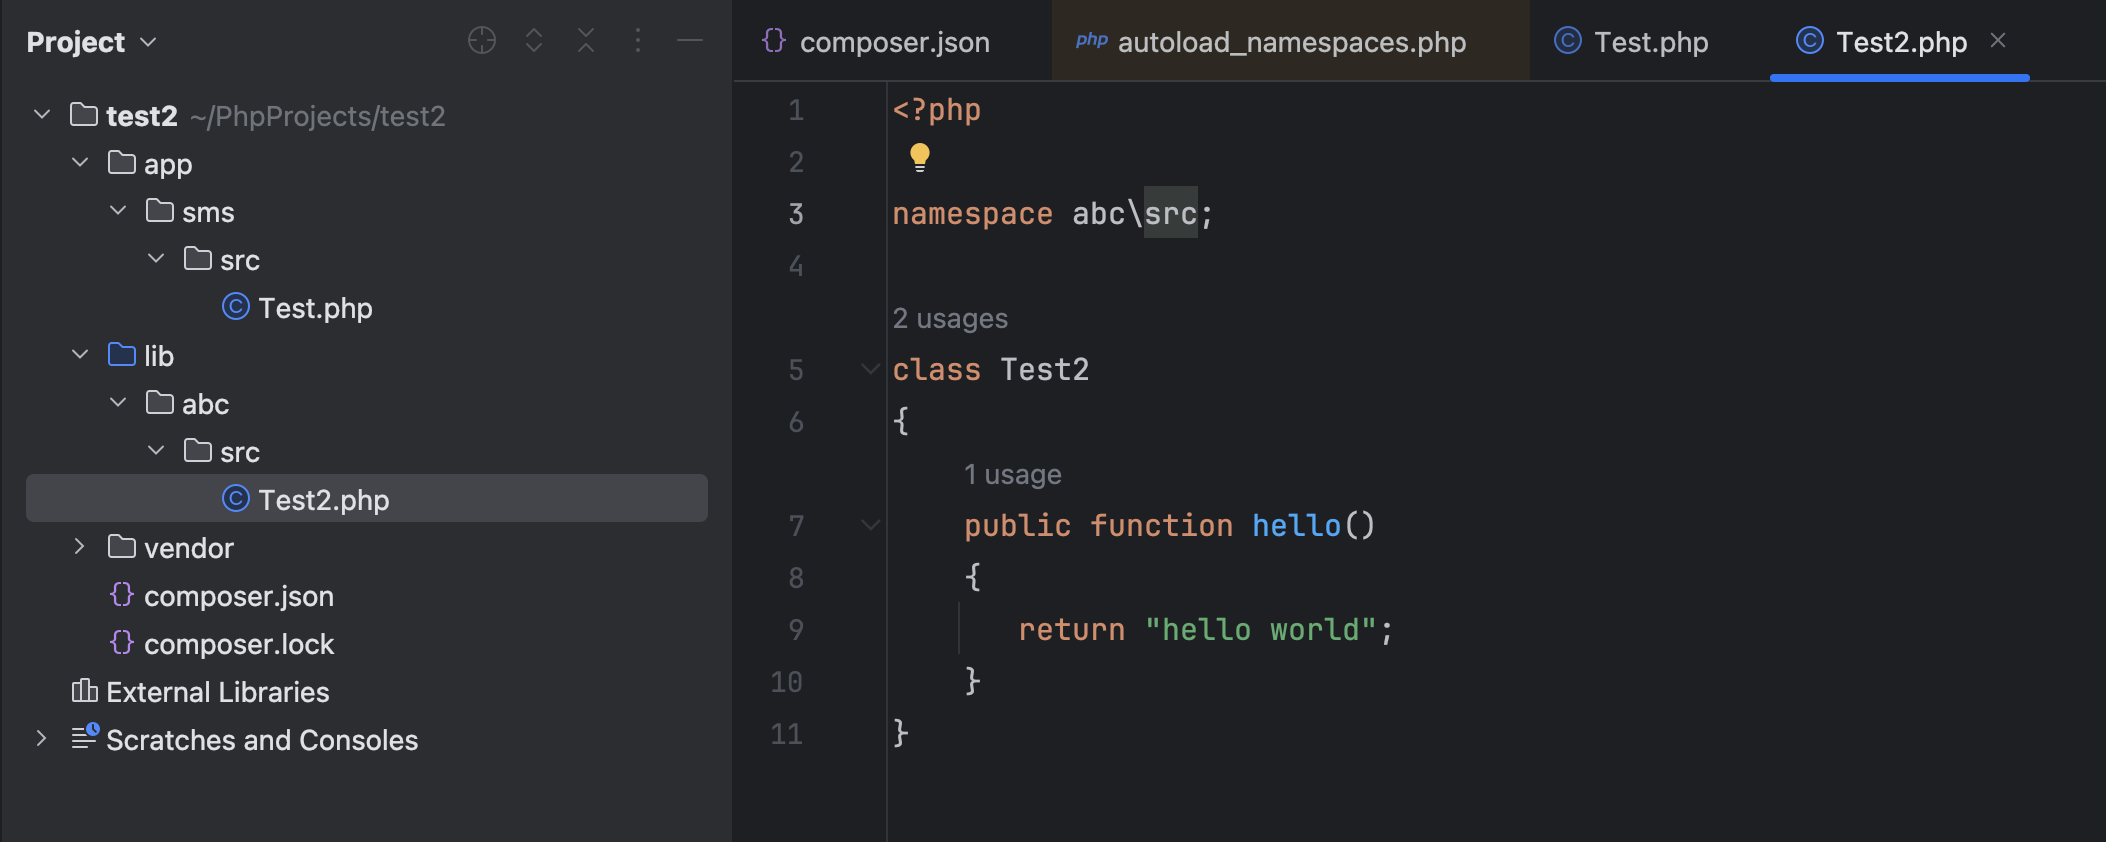 Project
test2 ~/PhpProjects/test2
app
sms
src
Test.php
lib
abc
src
Test2.php
vendor
composer.json
composer.lock
External Libraries
Scratches and Consoles
{} composer.json
php autoload_namespaces.php
Test.php
Test2.php
1 <?php
2
3 namespace abc\src;
4
2 usages
5 class Test2
6 {
1 usage
7 public function hello()
8 {
9 return "hello world";
10 }
11 }